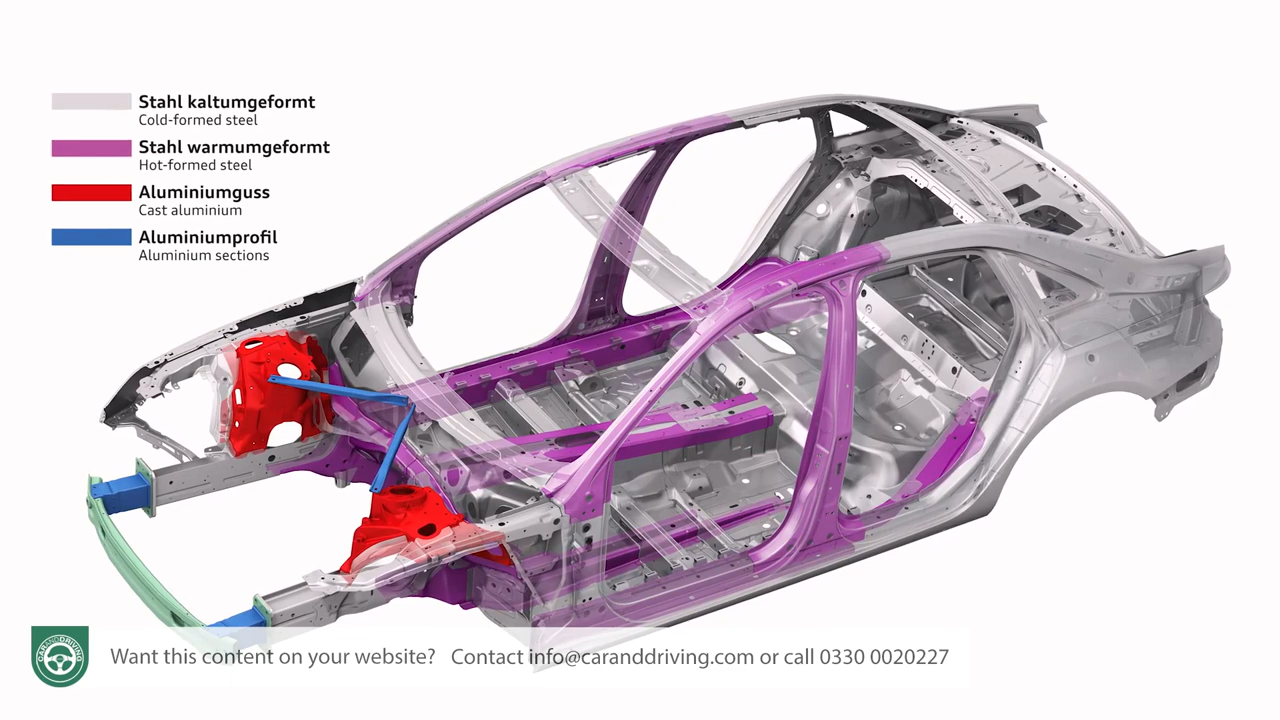 Stahl kaltumgeformt
Cold-formed steel
Stahl warmumgeformt
Hot-formed steel
Aluminiumguss
Cast aluminium
Aluminiumprofil
Aluminium sections
CARANDDRIVING
Want this content on your website? Contact info@caranddriving.com or call 0330 0020227